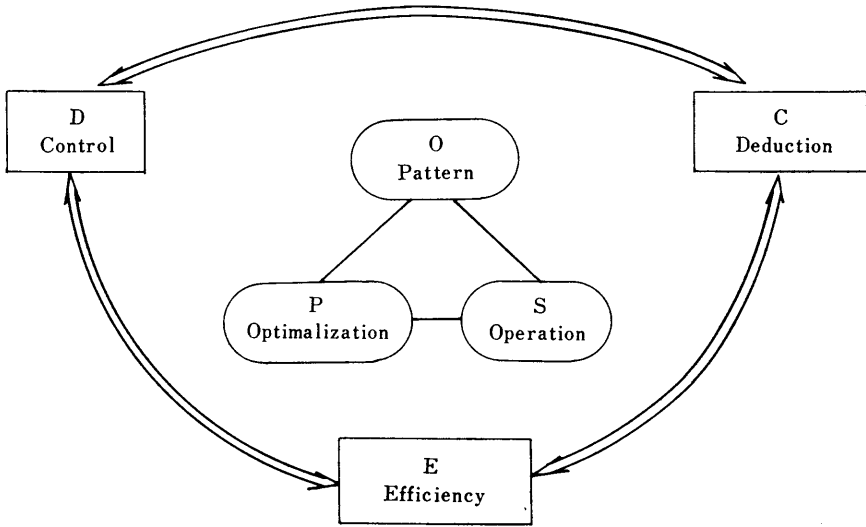 D
Control
C
Deduction
O
Pattern
P
Optimalization
S
Operation
E
Efficiency